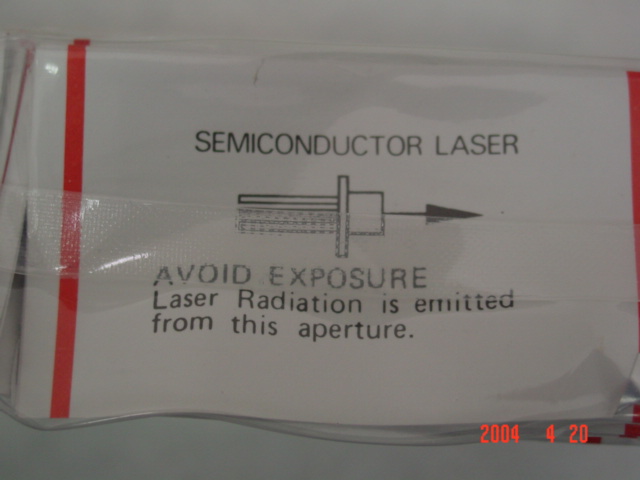 SEMICONDUCTOR LASER
AVOID EXPOSURE
Laser Radiation is emitted
from this aperture.
2004 4 20